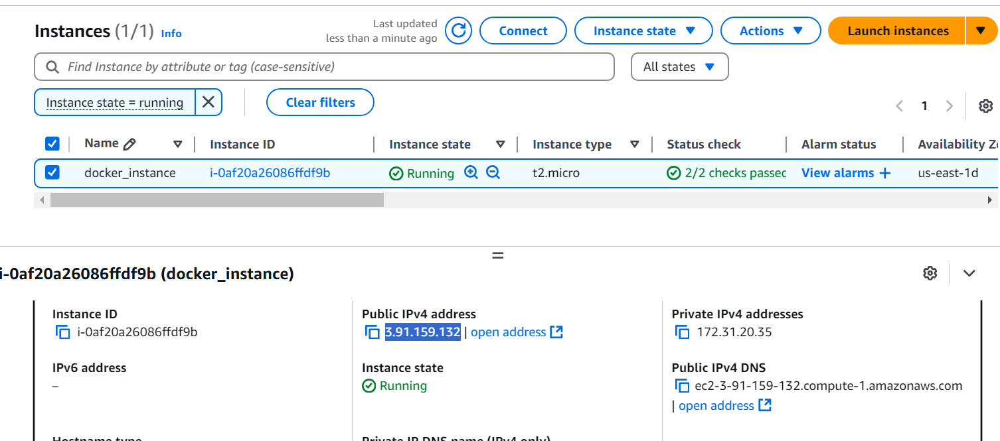 Instances (1/1) Info
Last updated
less than a minute ago
Connect
Instance state
Actions
Launch instances
Find Instance by attribute or tag (case-sensitive)
All states
Instance state = running
Clear filters
1
Name Instance ID Instance state Instance type Status check Alarm status Availability
docker_instance i-0af20a26086ffdf9b Running t2.micro 2/2 checks View alarms + us-east-1d
i-0af20a26086ffdf9b (docker_instance)
Instance ID
i-0af20a26086ffdf9b
Public IPv4 address
3.91.159.132 | open address
Private IPv4 addresses
172.31.20.35
IPv6 address
–
Instance state
Running
Public IPv4 DNS
ec2-3-91-159-132.compute-1.amazonaws.com
| open address
Hostname type
Private IP DNS name (IPv4 only)